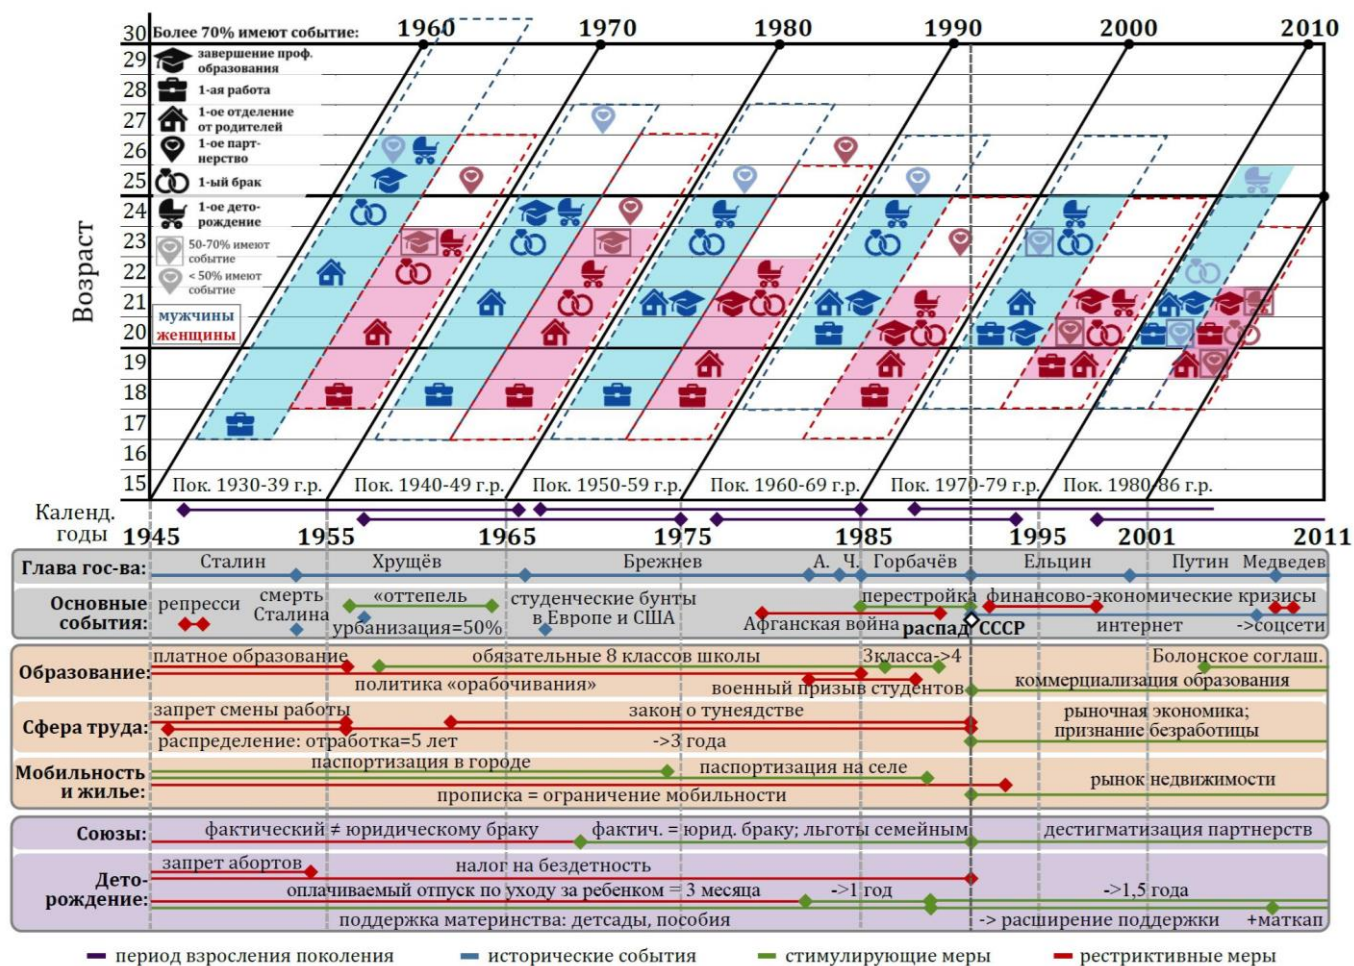 1960 1970 1980 1990 2000 2010
30 Более 70% имеют событие:
29 завершение проф.
образования
28 1-ая работа
27 1-ое отделение
от родителей
26 1-ое парт-
нерство
25 1-ый брак
24 1-ое дето-
рождение
23 50-70% имеют
событие
22 < 50% имеют
событие
21 мужчины
20 женщины
19
18
17
16
15
Возраст
Пок. 1930-39 г.р. Пок. 1940-49 г.р. Пок. 1950-59 г.р. Пок. 1960-69 г.р. Пок. 1970-79 г.р. Пок. 1980-86 г.р.
Календ.
годы
1945 1955 1965 1975 1985 1995 2001 2011
Глава гос-ва: Сталин Хрущёв Брежнев А. Ч. Горбачёв Ельцин Путин Медведев
Основные
события:
репресси
смерть
Сталина
«оттепель
урбанизация=50%
студенческие бунты
в Европе и США
Афганская война
перестройка
распад СССР
финансово-экономические кризисы
интернет ->соцсети
Образование:
платное образование обязательные 8 классов школы 3класса->4 Болонское соглаш.
политика «орабочивания» военный призыв студентов коммерциализация образования
Сфера труда:
запрет смены работы закон о тунеядстве рыночная экономика;
распределение: отработка=5 лет ->3 года признание безработицы
Мобильность
и жилье:
паспортизация в городе паспортизация на селе рынок недвижимости
прописка = ограничение мобильности
Союзы: фактический ≠ юридическому браку фактич. = юрид. браку; льготы семейным дестигматизация партнерств
Дето-
рождение:
запрет абортов налог на бездетность
оплачиваемый отпуск по уходу за ребенком = 3 месяца ->1 год ->1,5 года
поддержка материнства: детсады, пособия -> расширение поддержки +маткап
период взросления поколения исторические события стимулирующие меры рестриктивные меры